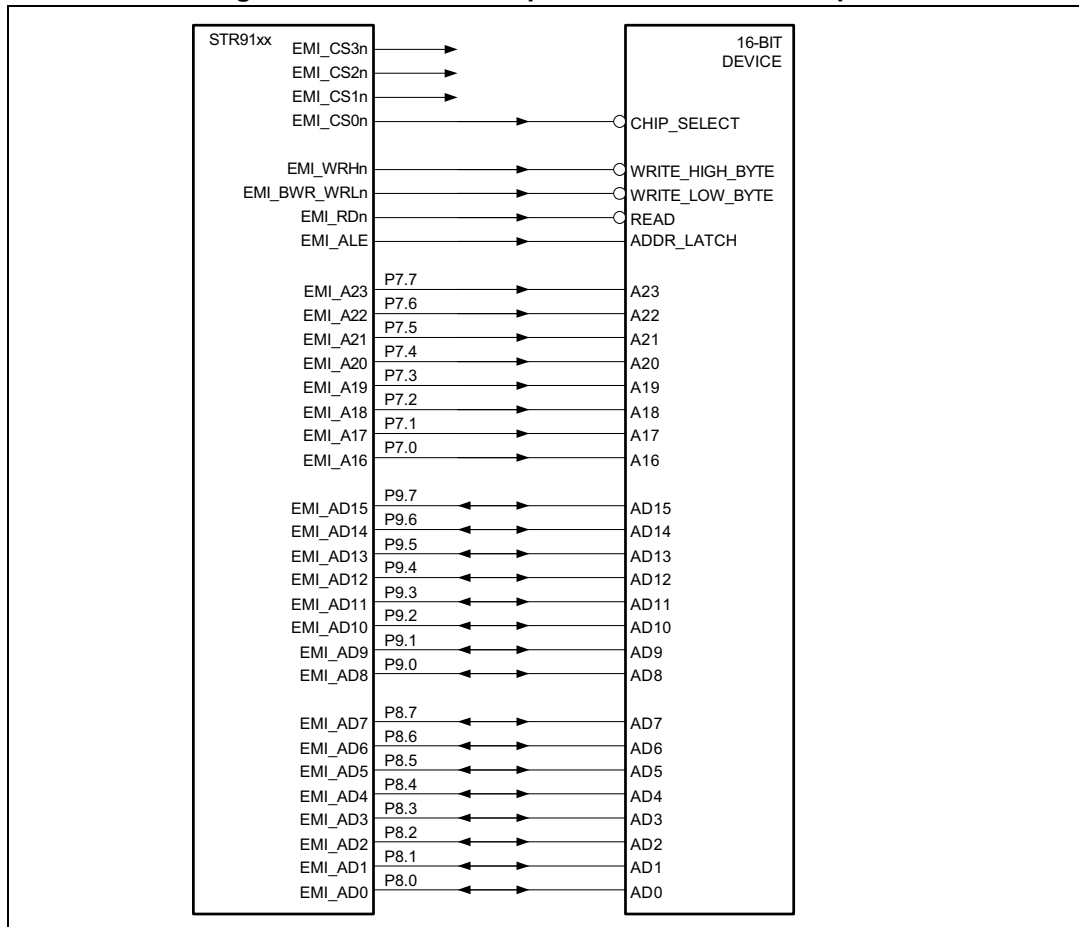 STR91xx
16-BIT
DEVICE
EMI_CS3n
EMI_CS2n
EMI_CS1n
EMI_CS0n CHIP_SELECT
EMI_WRHn WRITE_HIGH_BYTE
EMI_BWR_WRLn WRITE_LOW_BYTE
EMI_RDn READ
EMI_ALE ADDR_LATCH
EMI_A23 P7.7 A23
EMI_A22 P7.6 A22
EMI_A21 P7.5 A21
EMI_A20 P7.4 A20
EMI_A19 P7.3 A19
EMI_A18 P7.2 A18
EMI_A17 P7.1 A17
EMI_A16 P7.0 A16
EMI_AD15 P9.7 AD15
EMI_AD14 P9.6 AD14
EMI_AD13 P9.5 AD13
EMI_AD12 P9.4 AD12
EMI_AD11 P9.3 AD11
EMI_AD10 P9.2 AD10
EMI_AD9 P9.1 AD9
EMI_AD8 P9.0 AD8
EMI_AD7 P8.7 AD7
EMI_AD6 P8.6 AD6
EMI_AD5 P8.5 AD5
EMI_AD4 P8.4 AD4
EMI_AD3 P8.3 AD3
EMI_AD2 P8.2 AD2
EMI_AD1 P8.1 AD1
EMI_AD0 P8.0 AD0